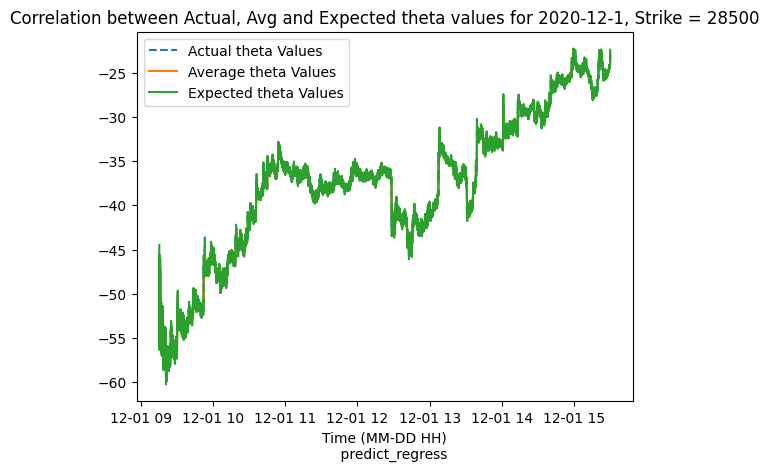 Correlation between Actual, Avg and Expected theta values for 2020-12-1, Strike = 28500
Actual theta Values
Average theta Values
Expected theta Values
−25
−30
−35
−40
−45
−50
−55
−60
12-01 09 12-01 10 12-01 11 12-01 12 12-01 13 12-01 14 12-01 15
Time (MM-DD HH)
predict_regress